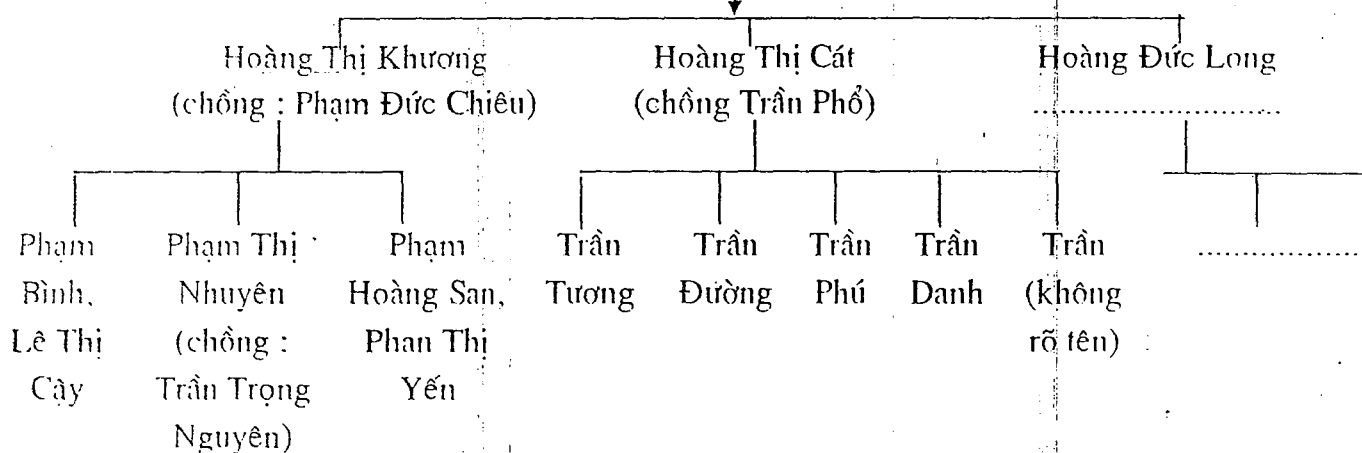 Hoàng Thị Khương
(chồng : Phạm Đức Chiêu)
Hoàng Thị Cát
(chồng Trần Phổ)
Hoàng Đức Long
............................
Phạm
Bình,
Lê Thị
Cậy
Phạm Thị
Nhuyên
(chồng :
Trần Trọng
Nguyên)
Phạm
Hoàng San,
Phan Thị
Yến
Trần
Tương
Trần
Đường
Trần
Phú
Trần
Danh
Trần
(không
rõ tên)
..................